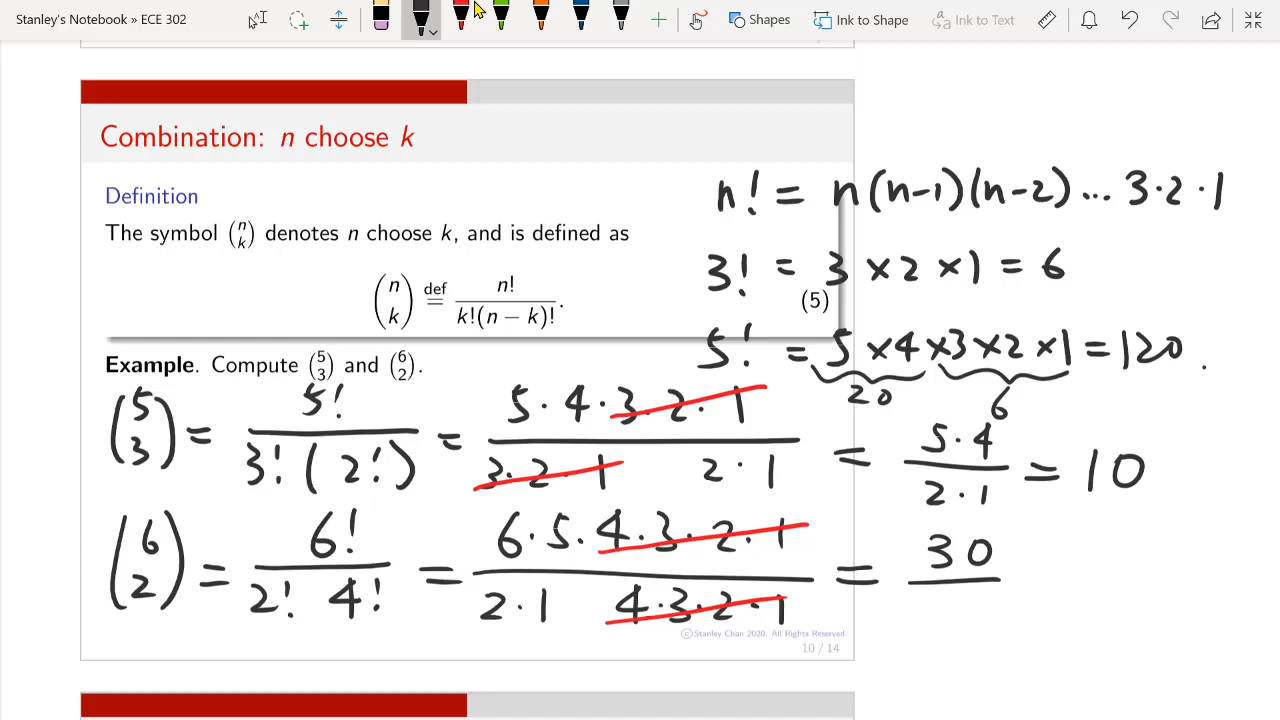 Stanley's Notebook » ECE 302
Shapes
Ink to Shape
Ink to Text
Combination: n choose k
Definition
The symbol (n k) denotes n choose k, and is defined as
(n k) def = n! / k!(n − k)! .
(5)
n! = n(n-1)(n-2)... 3·2·1
3! = 3 ×2 ×1 = 6
5! = 5 ×4 ×3 ×2 ×1 = 120 .
20 6
Example. Compute (5 3) and (6 2).
(5 3) = 5! / 3! (2!) = 5·4·3·2·1 / 3·2·1 2·1 = 5·4 / 2·1 = 10
(6 2) = 6! / 2! 4! = 6·5·4·3·2·1 / 2·1 4·3·2·1 = 30
©Stanley Chan 2020. All Rights Reserved.
10 / 14